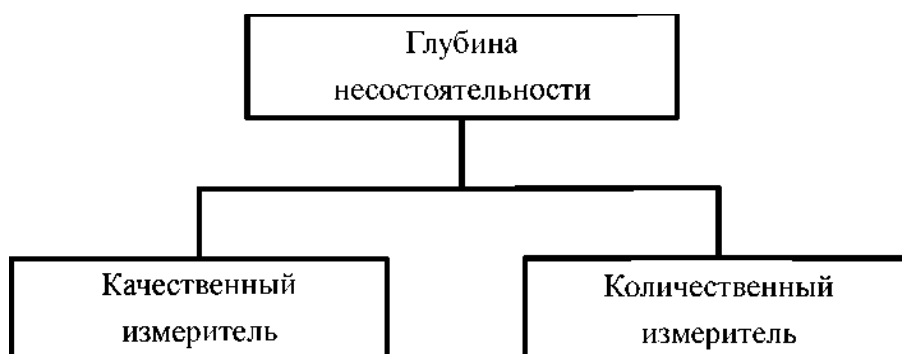 Глубина
несостоятельности
Качественный
измеритель
Количественный
измеритель